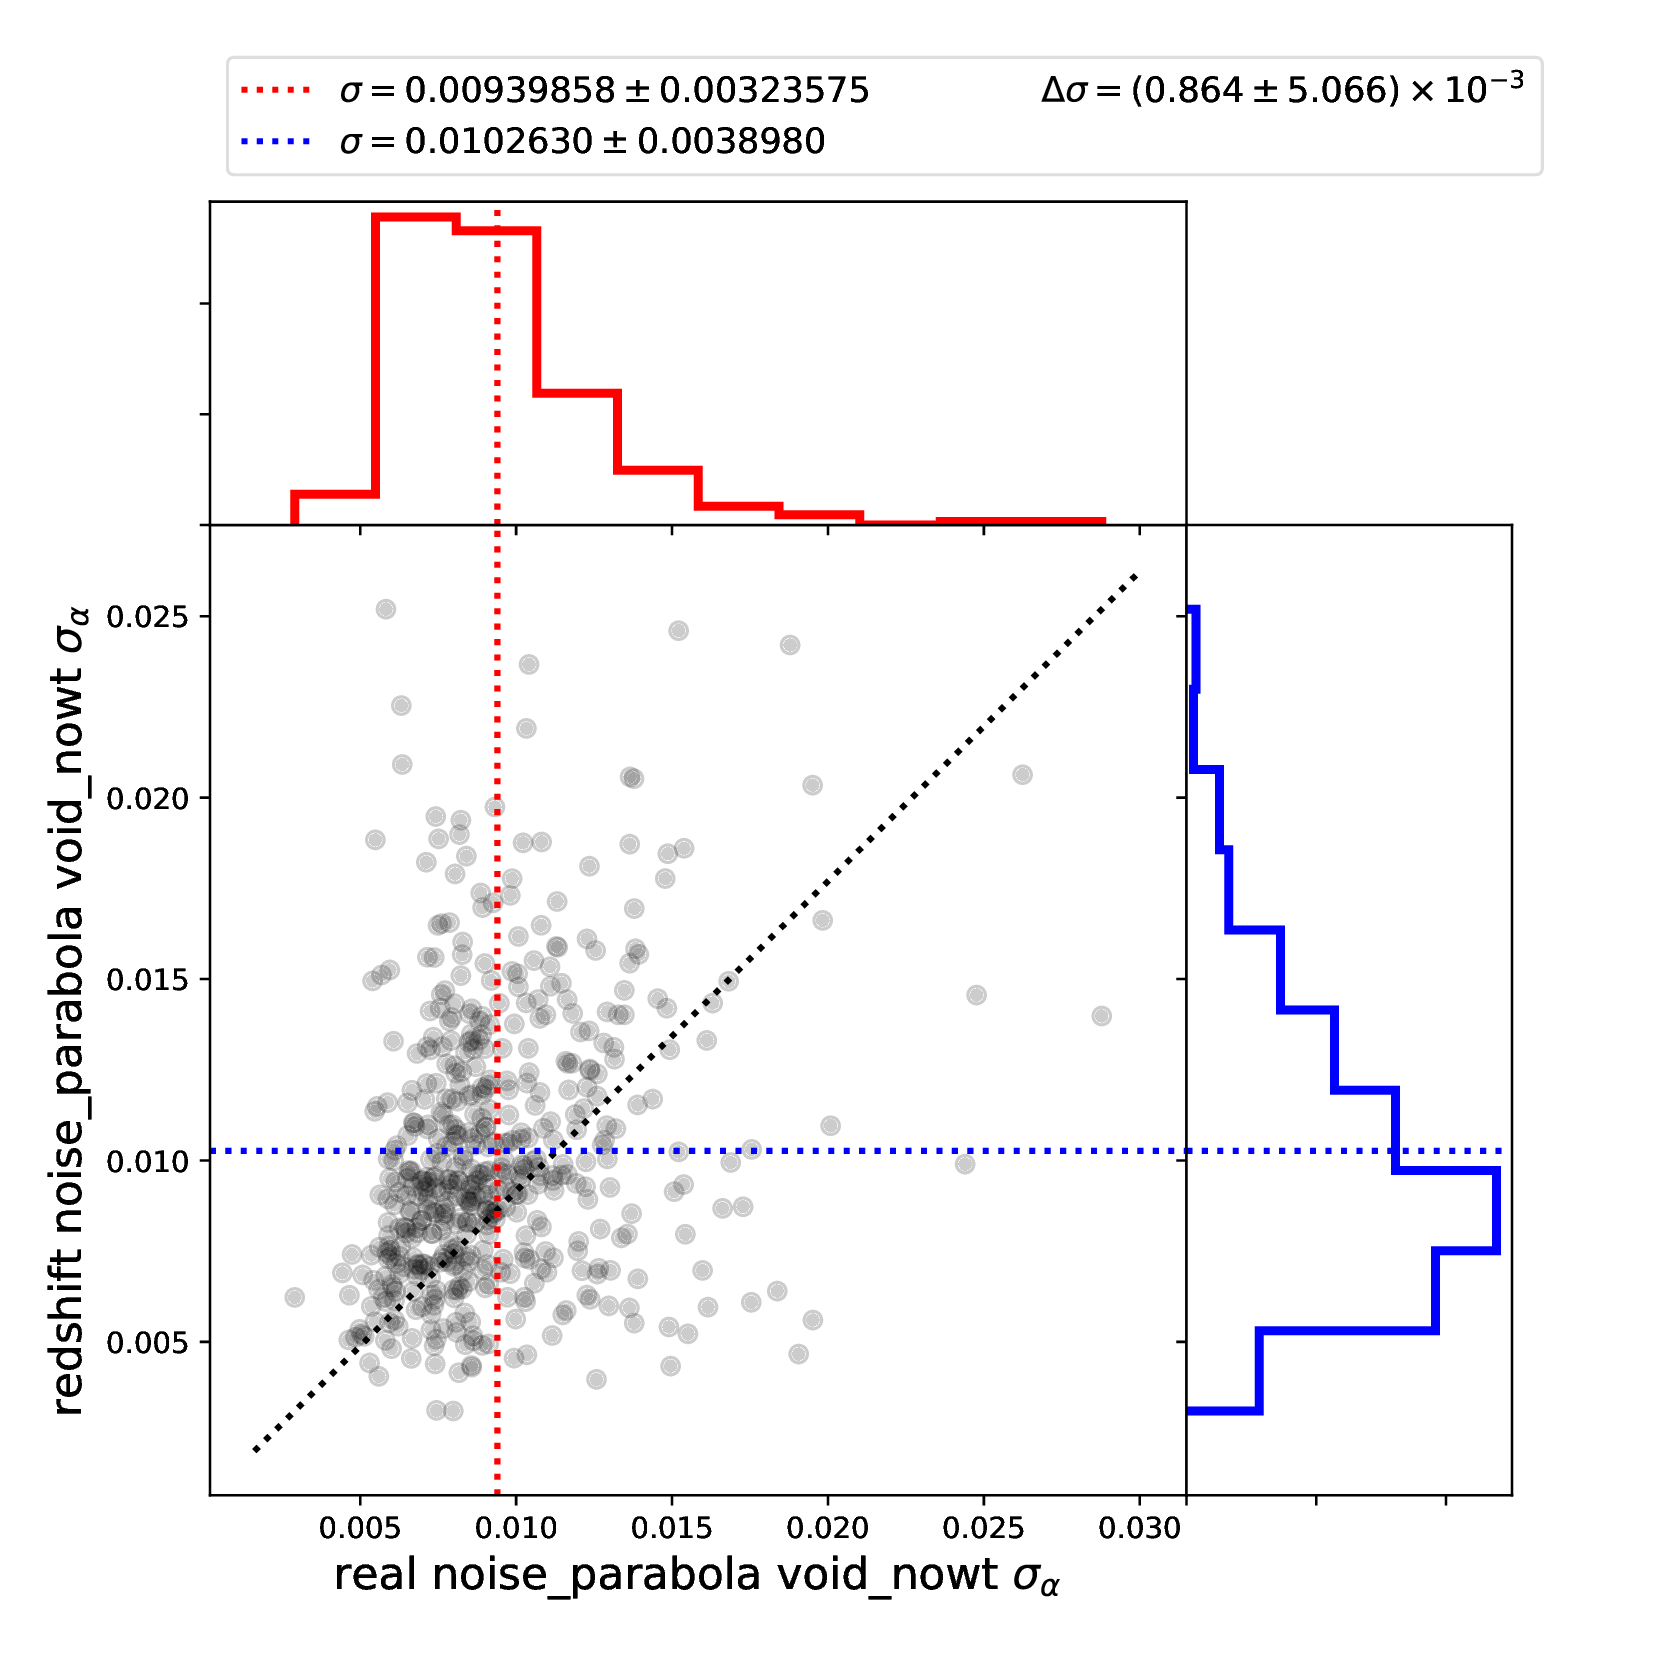 σ = 0.00939858 ± 0.00323575 Δσ = (0.864 ± 5.066) × 10⁻³
σ = 0.0102630 ± 0.0038980
redshift noise_parabola void_nowt σ_α
0.025
0.020
0.015
0.010
0.005
0.005 0.010 0.015 0.020 0.025 0.030
real noise_parabola void_nowt σ_α